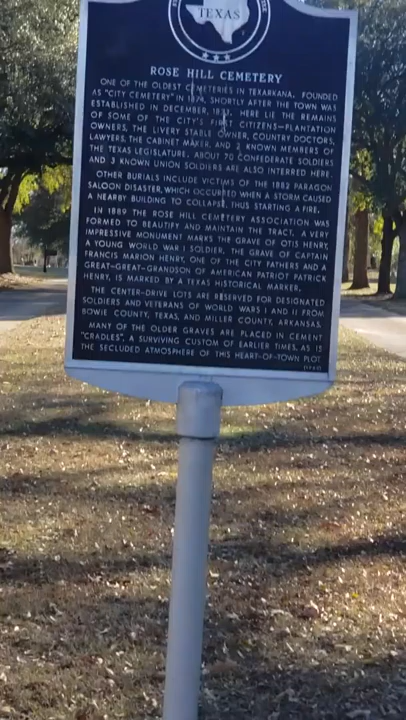 TEXAS
ROSE HILL CEMETERY
ONE OF THE OLDEST CEMETERIES IN TEXARKANA. FOUNDED
AS "CITY CEMETERY" IN 1874, SHORTLY AFTER THE TOWN WAS
ESTABLISHED IN DECEMBER, 1873. HERE LIE THE REMAINS
OF SOME OF THE CITY'S FIRST CITIZENS—PLANTATION
OWNERS, THE LIVERY STABLE OWNER, COUNTRY DOCTORS,
LAWYERS, THE CABINET MAKER, AND 2 KNOWN MEMBERS OF
THE TEXAS LEGISLATURE. ABOUT 70 CONFEDERATE SOLDIERS
AND 3 KNOWN UNION SOLDIERS ARE ALSO INTERRED HERE.
OTHER BURIALS INCLUDE VICTIMS OF THE 1882 PARAGON
SALOON DISASTER, WHICH OCCURRED WHEN A STORM CAUSED
A NEARBY BUILDING TO COLLAPSE, THUS STARTING A FIRE.
IN 1889 THE ROSE HILL CEMETERY ASSOCIATION WAS
FORMED TO BEAUTIFY AND MAINTAIN THE TRACT. A VERY
IMPRESSIVE MONUMENT MARKS THE GRAVE OF OTIS HENRY,
A YOUNG WORLD WAR I SOLDIER. THE GRAVE OF CAPTAIN
FRANCIS MARION HENRY, ONE OF THE CITY FATHERS AND A
GREAT-GREAT-GRANDSON OF AMERICAN PATRIOT PATRICK
HENRY, IS MARKED BY A TEXAS HISTORICAL MARKER.
THE CENTER-DRIVE LOTS ARE RESERVED FOR DESIGNATED
SOLDIERS AND VETERANS OF WORLD WARS I AND II FROM
BOWIE COUNTY, TEXAS, AND MILLER COUNTY, ARKANSAS.
MANY OF THE OLDER GRAVES ARE PLACED IN CEMENT
"CRADLES", A SURVIVING CUSTOM OF EARLIER TIMES, AS IS
THE SECLUDED ATMOSPHERE OF THIS HEART-OF-TOWN PLOT.